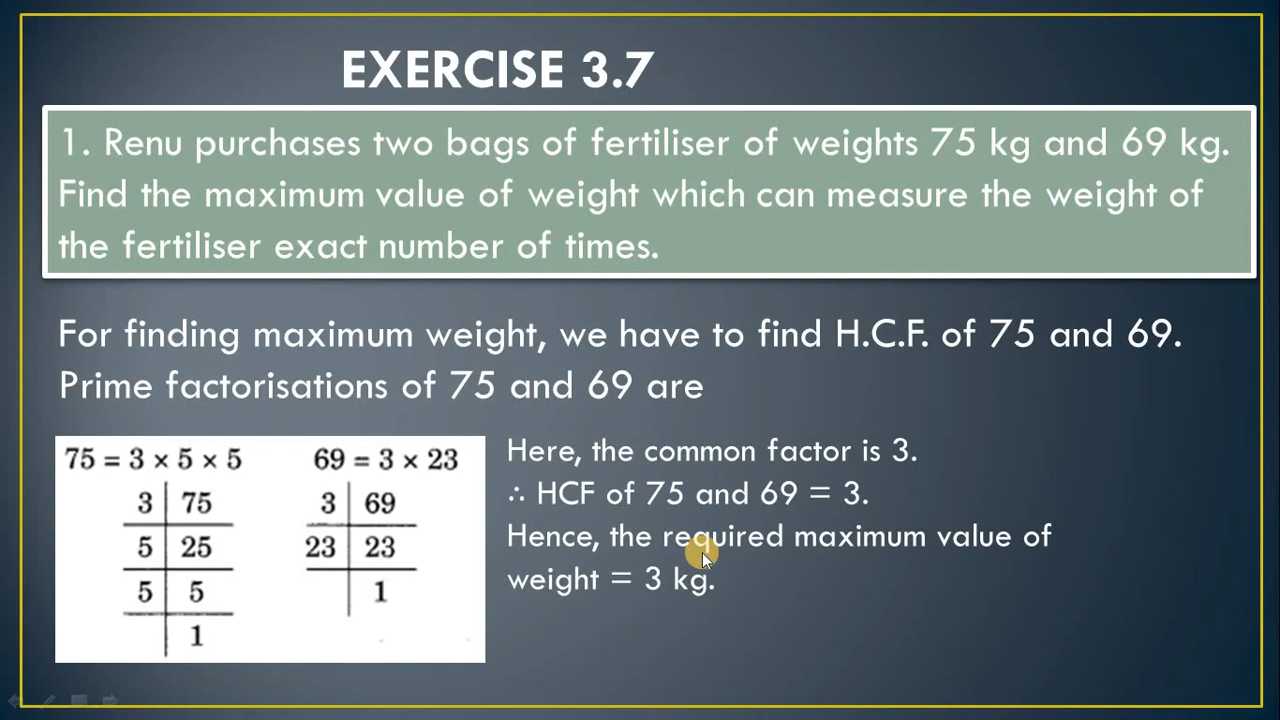 EXERCISE 3.7
1. Renu purchases two bags of fertiliser of weights 75 kg and 69 kg.
Find the maximum value of weight which can measure the weight of
the fertiliser exact number of times.
For finding maximum weight, we have to find H.C.F. of 75 and 69.
Prime factorisations of 75 and 69 are
75 = 3 × 5 × 5
3 | 75
5 | 25
5 | 5
| 1
69 = 3 × 23
3 | 69
23 | 23
| 1
Here, the common factor is 3.
∴ HCF of 75 and 69 = 3.
Hence, the required maximum value of
weight = 3 kg.